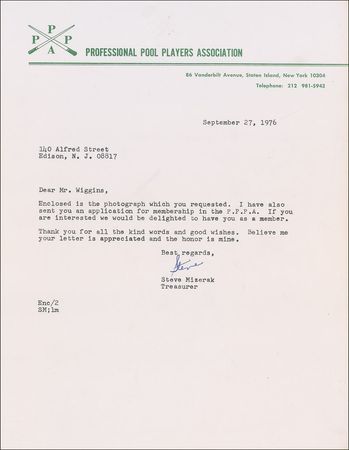 P P P
A
PROFESSIONAL POOL PLAYERS ASSOCIATION
86 Vanderbilt Avenue, Staten Island, New York 10304
Telephone: 212 981-5943
September 27, 1976
340 Alfred Street
Edison, N. J. 08817
Dear Mr. Wiggins,
Enclosed is the photograph which you requested. I have also
sent you an application for membership in the P.P.P.A. If you
are interested we would be delighted to have you as a member.
Thank you for all the kind words and good wishes. Believe me
your letter is appreciated and the honor is mine.
Best regards,
Steve
Steve Mizerak
Treasurer
Enc/2
SM;lm